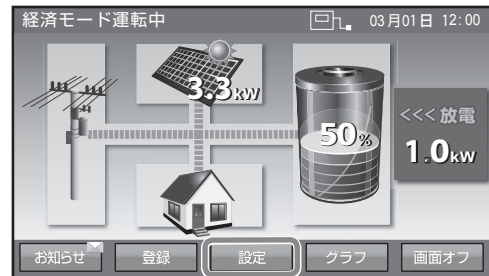 経済モード運転中 03月01日 12:00
3.3kW
50%
<<< 放電
1.0kW
お知らせ 登録 設定 グラフ 画面オフ